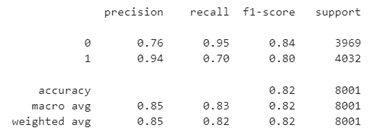 precision recall f1-score support
0 0.76 0.95 0.84 3969
1 0.94 0.70 0.80 4032
accuracy 0.82 8001
macro avg 0.85 0.83 0.82 8001
weighted avg 0.85 0.82 0.82 8001